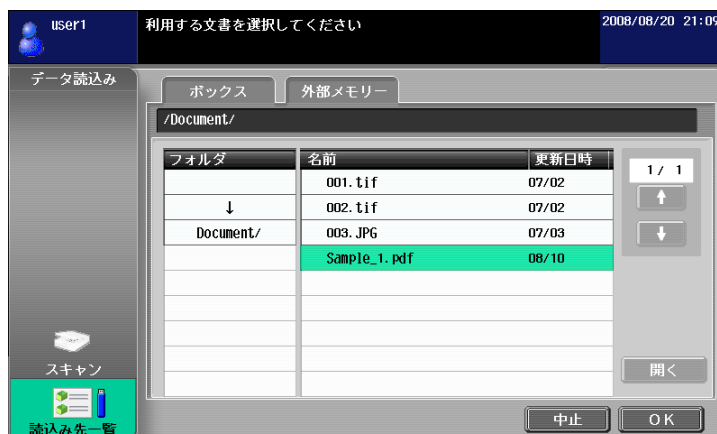 user1
利用する文書を選択してください
2008/08/20 21:09
データ読込み
ボックス
外部メモリー
/Document/
フォルダ
名前
更新日時
1/ 1
001.tif
07/02
↓
002.tif
07/02
Document/
003.JPG
07/03
Sample_1.pdf
08/10
スキャン
開く
読込み先一覧
中止
OK